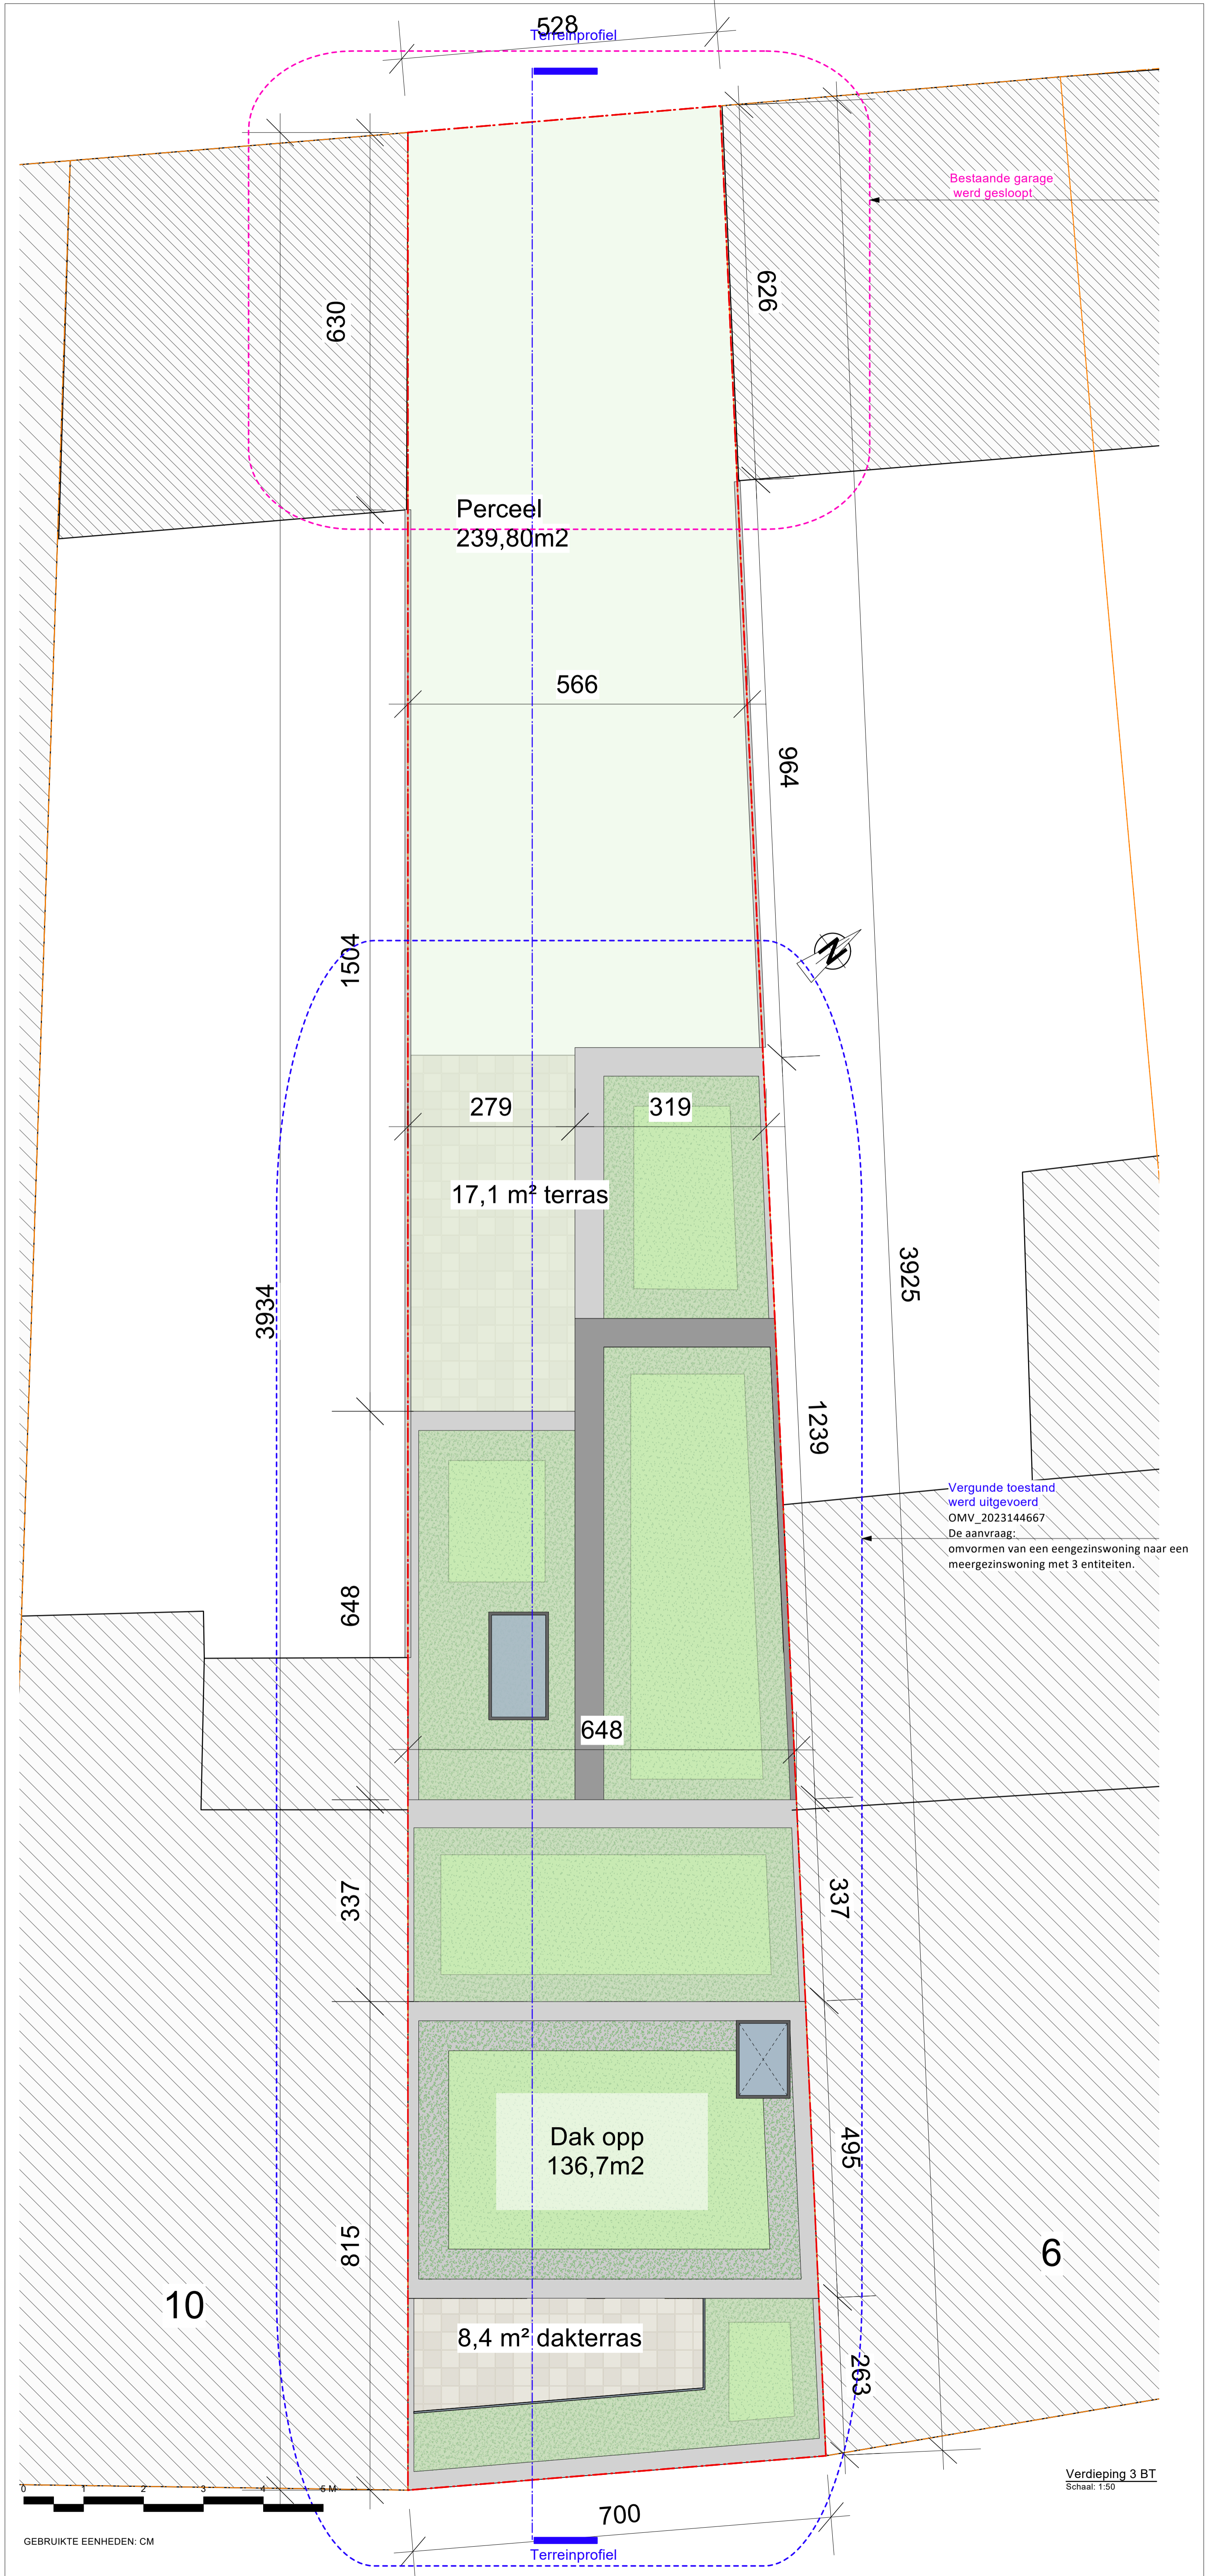 528
Terreinprofiel
Bestaande garage
werd gesloopt
630
626
Perceel
239,80m2
566
964
1504
N
279
319
17,1 m² terras
3934
3925
1239
Vergunde toestand
werd uitgevoerd
OMV_2023144667
De aanvraag:
omvormen van een eengezinswoning naar een
meergezinswoning met 3 entiteiten.
648
648
337
337
Dak opp
136,7m2
495
815
6
10
8,4 m² dakterras
263
Verdieping 3 BT
Schaal: 1:50
0 1 2 3 4 5 M
700
GEBRUIKTE EENHEDEN: CM
Terreinprofiel